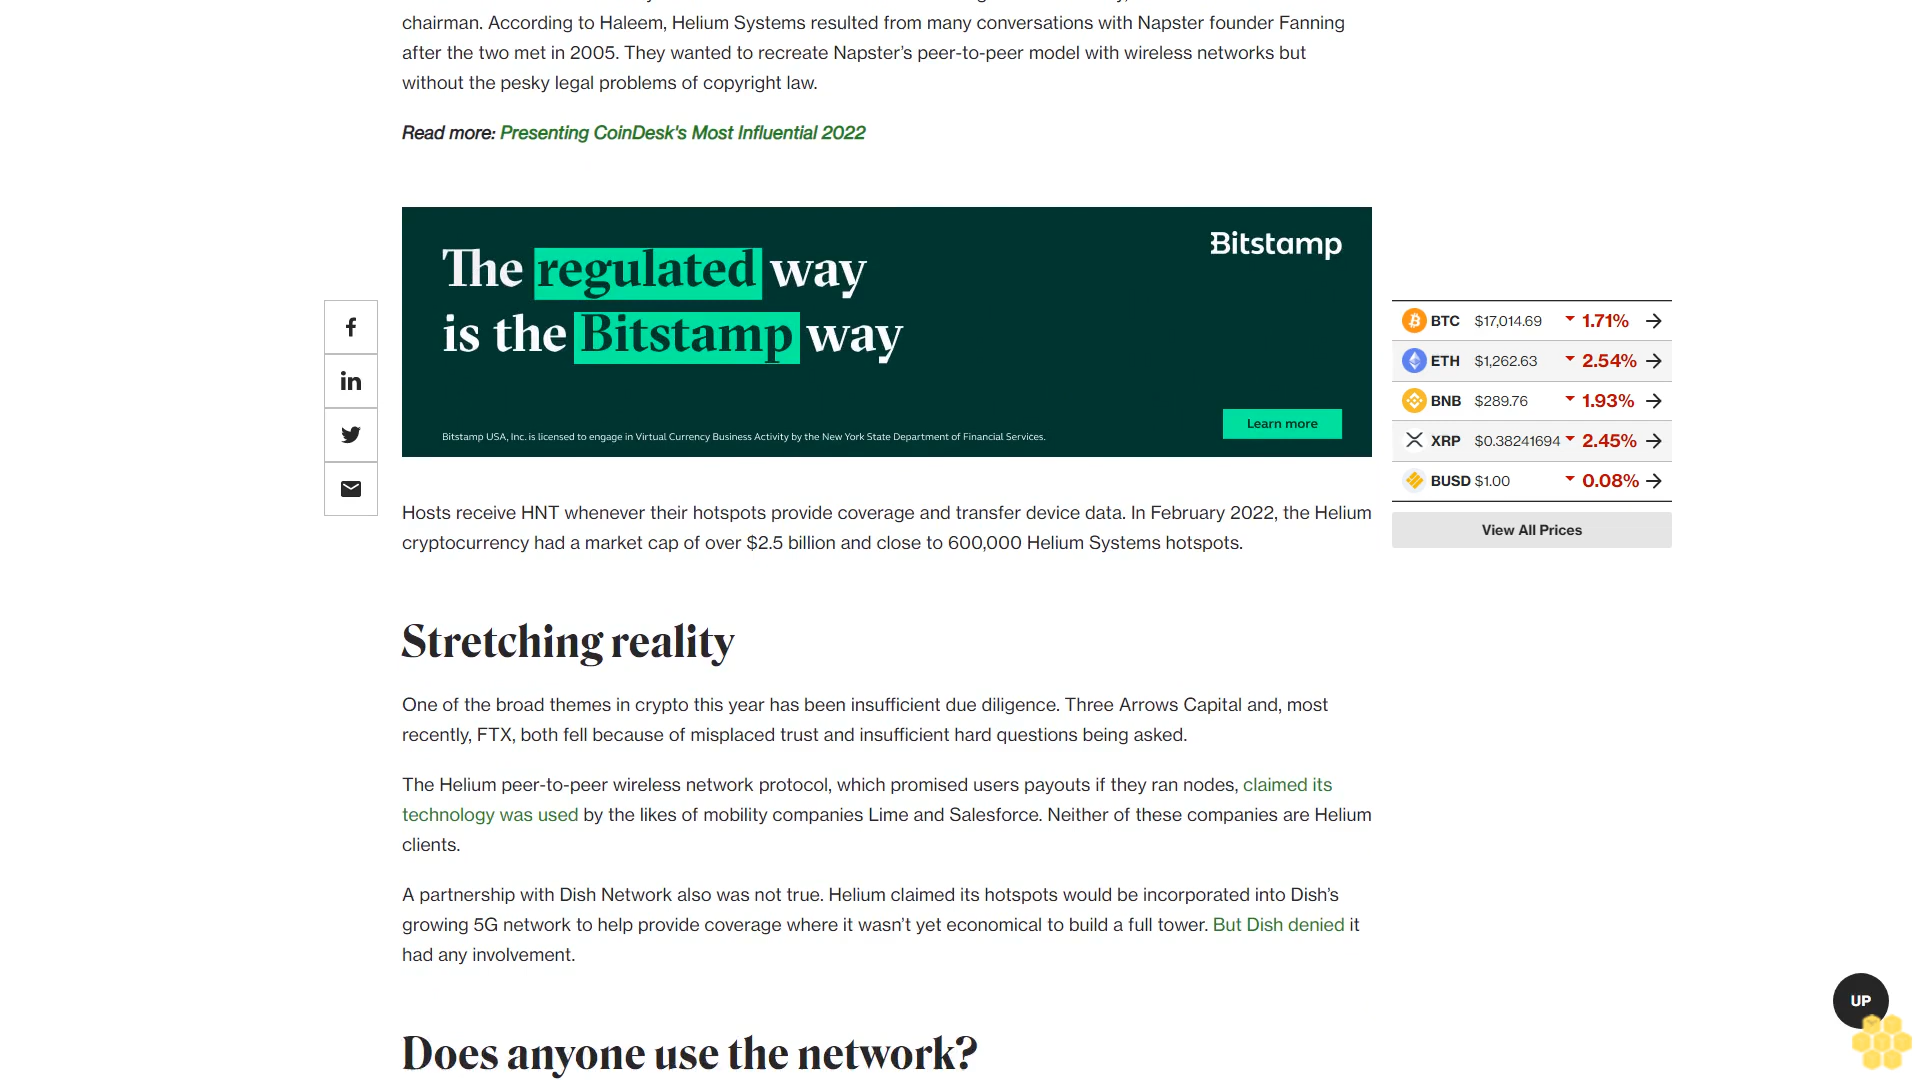 chairman. According to Haleem, Helium Systems resulted from many conversations with Napster founder Fanning
after the two met in 2005. They wanted to recreate Napster’s peer-to-peer model with wireless networks but
without the pesky legal problems of copyright law.
Read more: Presenting CoinDesk's Most Influential 2022
Bitstamp
The regulated way
is the Bitstamp way
Learn more
Bitstamp USA, Inc. is licensed to engage in Virtual Currency Business Activity by the New York State Department of Financial Services.
BTC $17,014.69 1.71%
ETH $1,262.63 2.54%
BNB $289.76 1.93%
XRP $0.38241694 2.45%
BUSD $1.00 0.08%
View All Prices
Hosts receive HNT whenever their hotspots provide coverage and transfer device data. In February 2022, the Helium
cryptocurrency had a market cap of over $2.5 billion and close to 600,000 Helium Systems hotspots.
Stretching reality
One of the broad themes in crypto this year has been insufficient due diligence. Three Arrows Capital and, most
recently, FTX, both fell because of misplaced trust and insufficient hard questions being asked.
The Helium peer-to-peer wireless network protocol, which promised users payouts if they ran nodes, claimed its
technology was used by the likes of mobility companies Lime and Salesforce. Neither of these companies are Helium
clients.
A partnership with Dish Network also was not true. Helium claimed its hotspots would be incorporated into Dish’s
growing 5G network to help provide coverage where it wasn’t yet economical to build a full tower. But Dish denied it
had any involvement.
UP
Does anyone use the network?